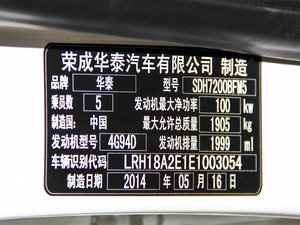 荣成华泰汽车有限公司 制造
品牌 华泰 型号 SDH7200BFM5
乘员数 5 发动机最大净功率 100 kw
制造国: 中国 最大允许总质量 1905 kg
发动机型号 4G94D 发动机排量 1999 ml
车辆识别代码 LRH18A2E1E1003054
制造日期 2014 年 05 月 16 日